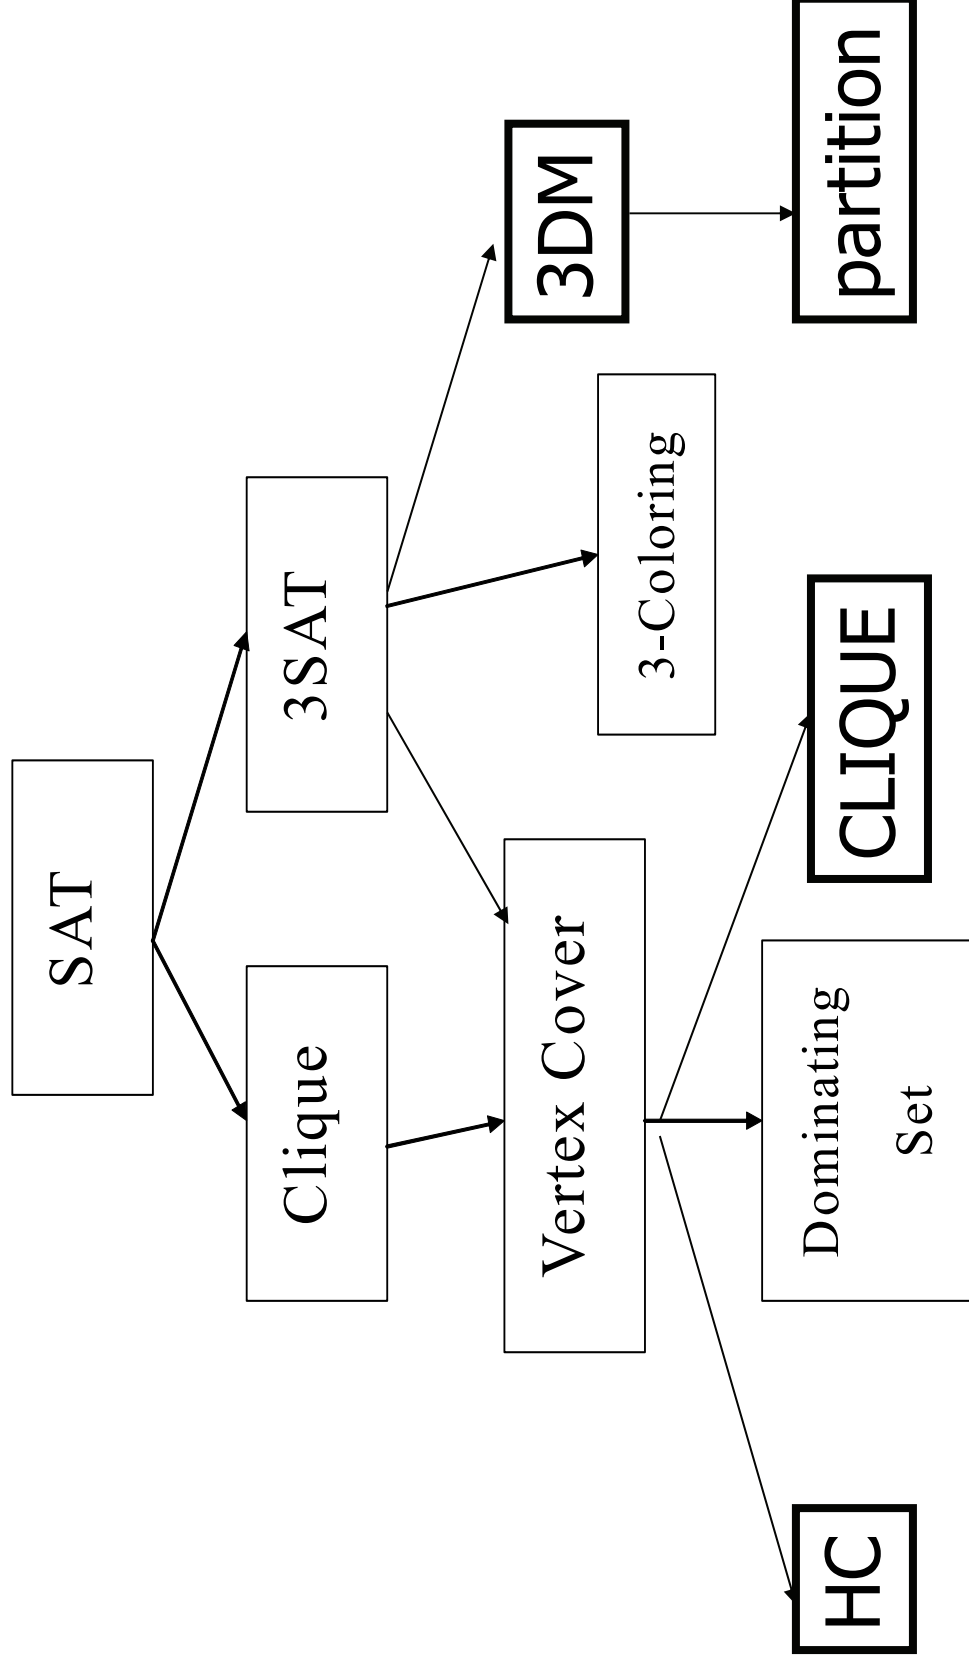 SAT
Clique
3SAT
Vertex Cover
3DM
3-Coloring
HC
Dominating
Set
CLIQUE
partition